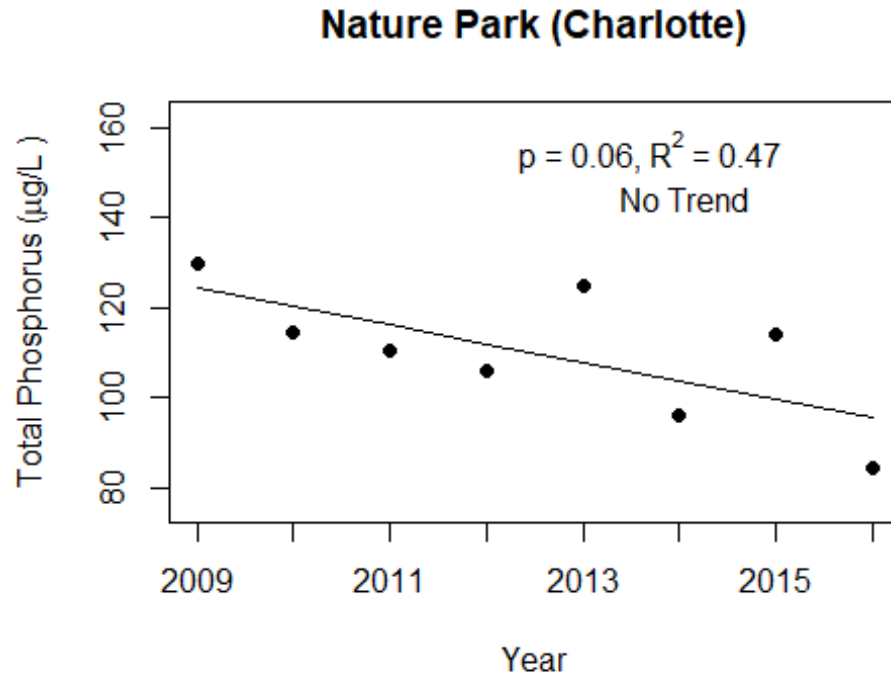 Nature Park (Charlotte)
p = 0.06, R² = 0.47
No Trend
Total Phosphorus (µg/L )
160
140
120
100
80
2009 2011 2013 2015
Year